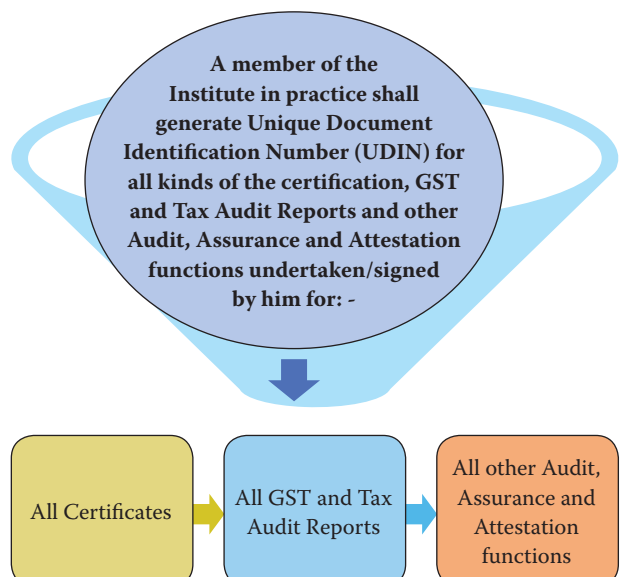 A member of the
Institute in practice shall
generate Unique Document
Identification Number (UDIN) for
all kinds of the certification, GST
and Tax Audit Reports and other
Audit, Assurance and Attestation
functions undertaken/signed
by him for: -
All Certificates
All GST and Tax
Audit Reports
All other Audit,
Assurance and
Attestation
functions